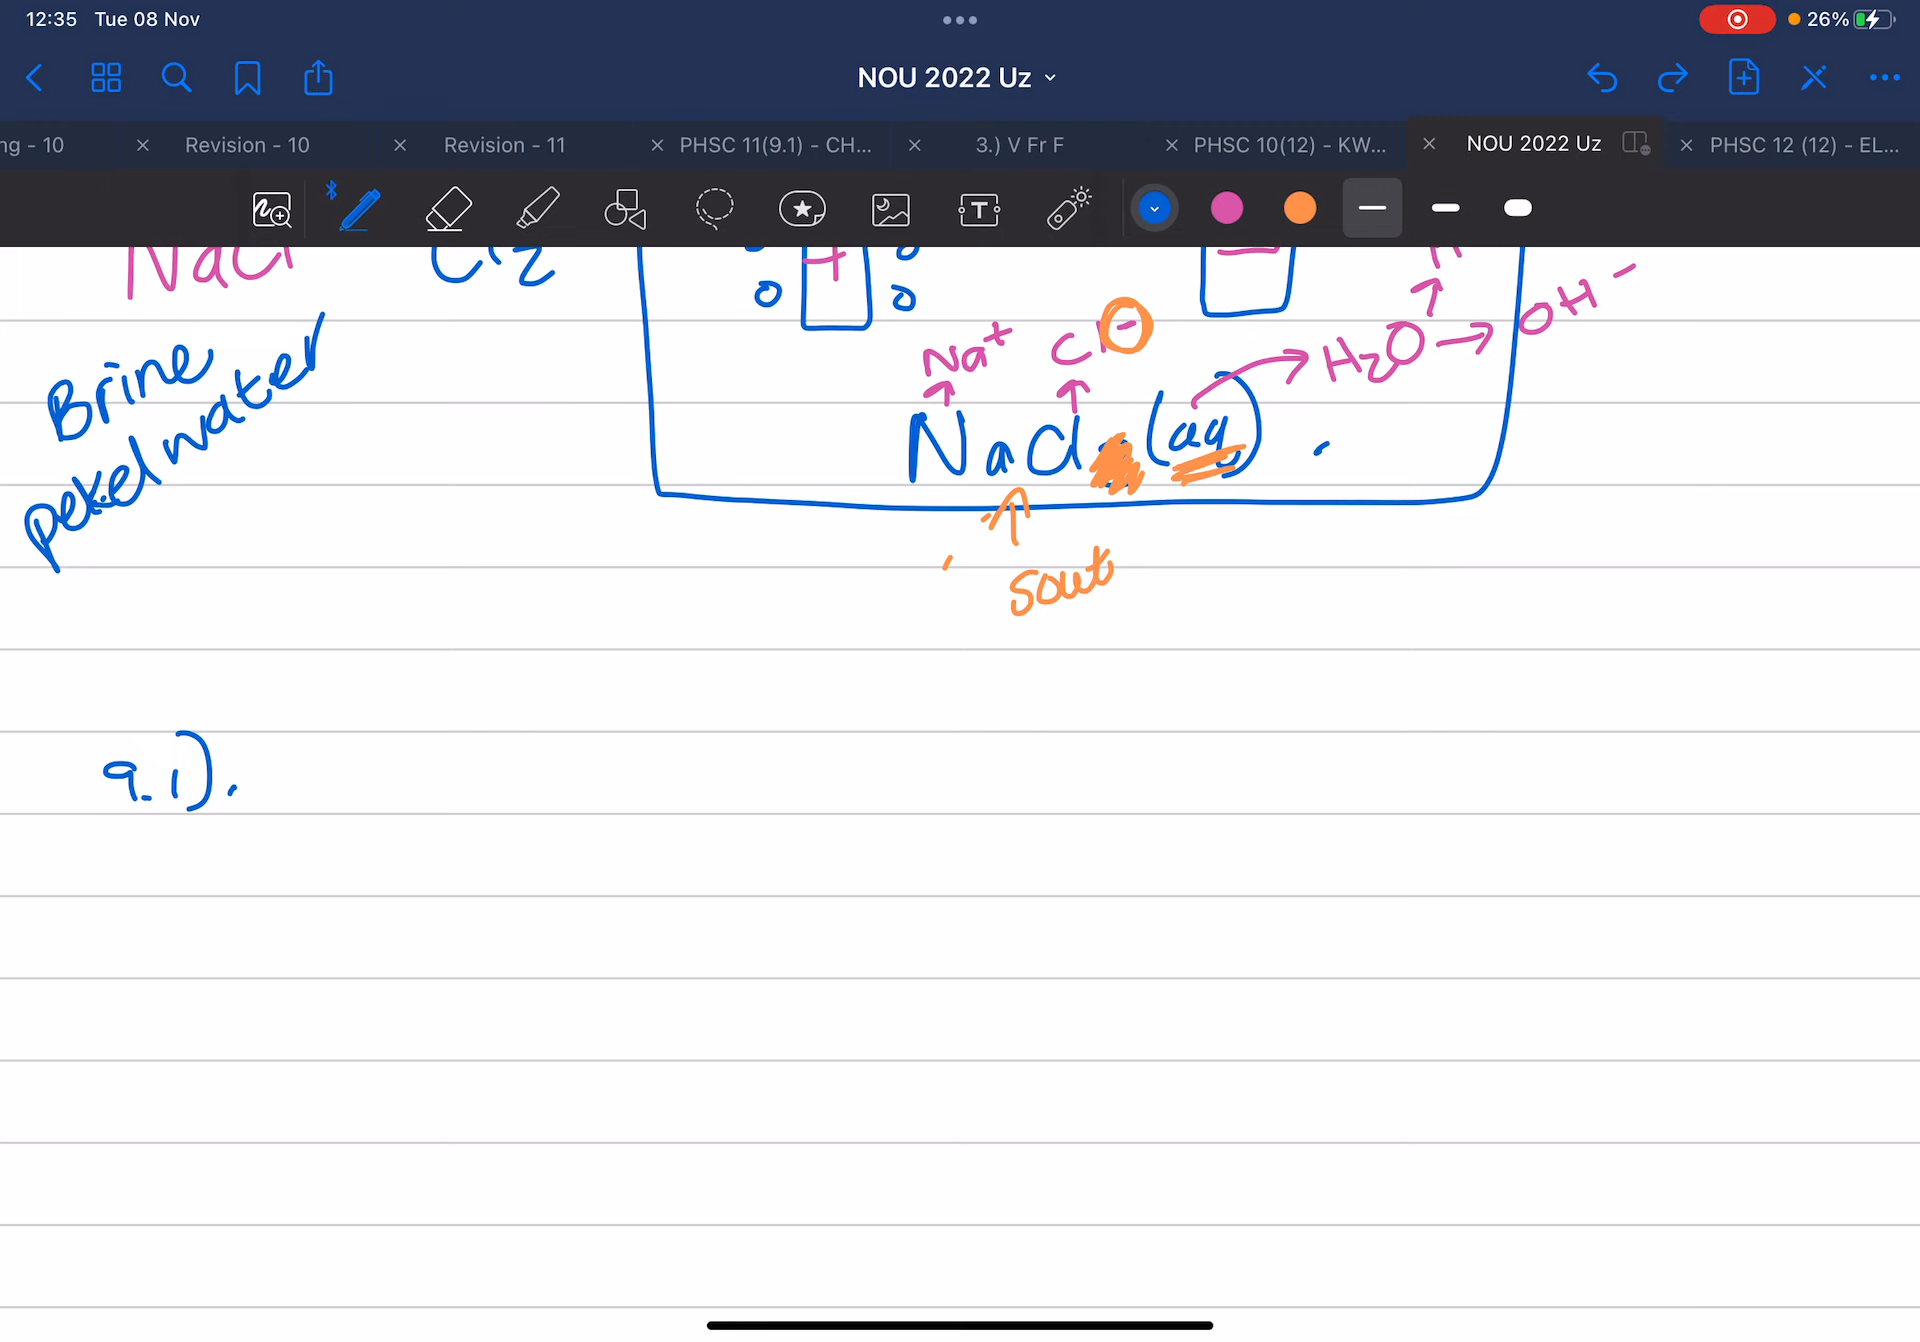 12:35 Tue 08 Nov
26%
NOU 2022 Uz
ng - 10
Revision - 10
Revision - 11
PHSC 11(9.1) - CH...
3.) V Fr F
PHSC 10(12) - KW...
NOU 2022 Uz
PHSC 12 (12) - EL...
T
NaCl
Cl2
+
Na+ Cl-
H2O → OH-
Brine
pekelwater
NaCl (aq)
sout
9.1).